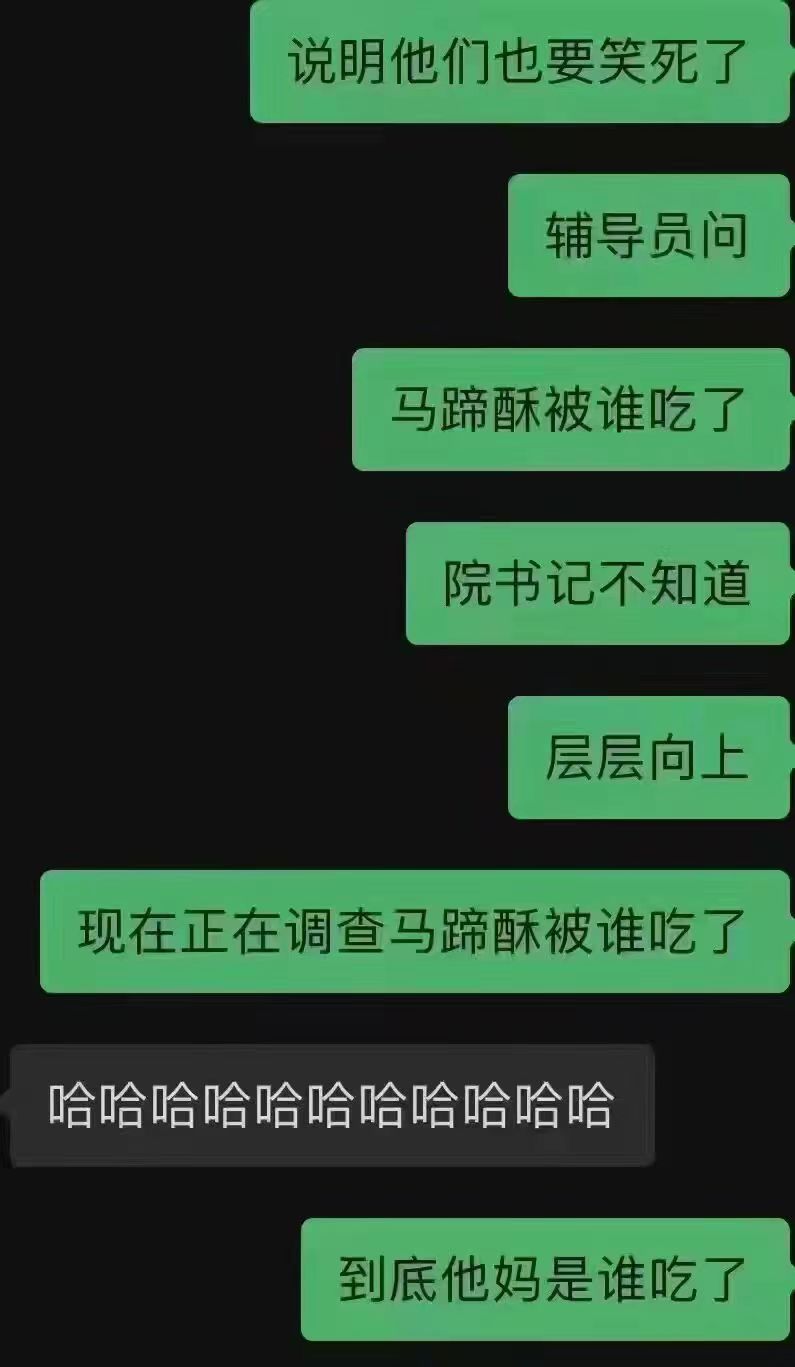 说明他们也要笑死了
辅导员问
马蹄酥被谁吃了
院书记不知道
层层向上
现在正在调查马蹄酥被谁吃了
哈哈哈哈哈哈哈哈哈哈哈
到底他妈是谁吃了